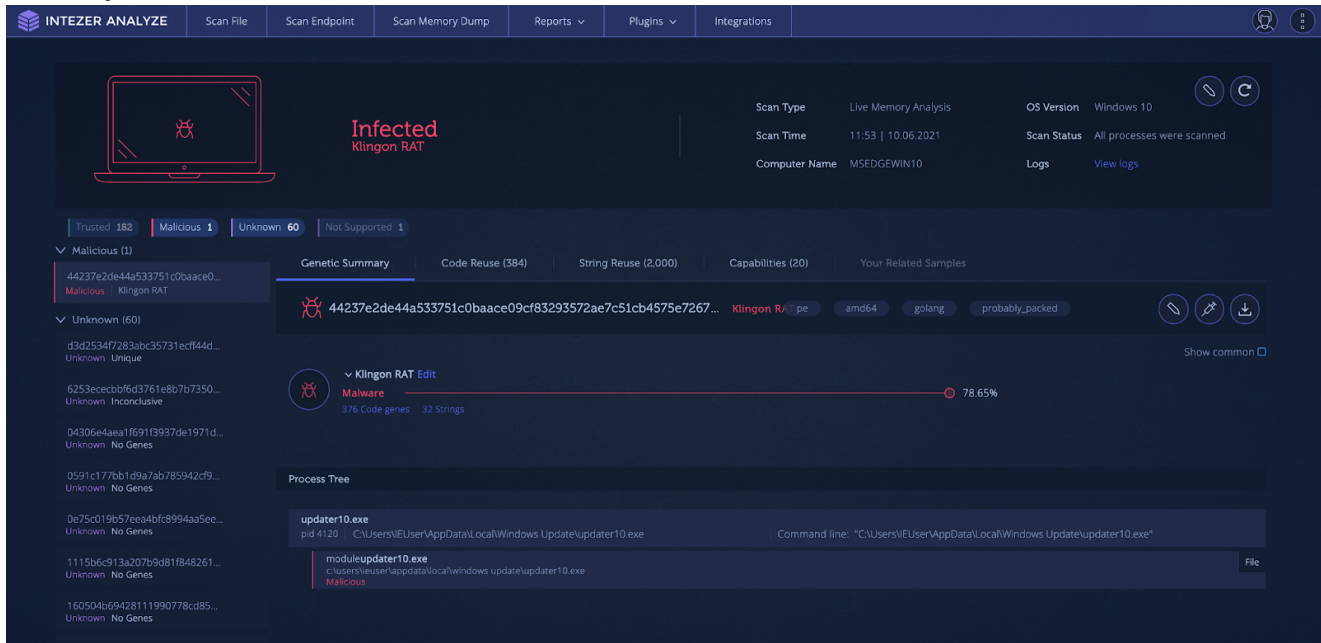 INTEZER ANALYZE Scan File Scan Endpoint Scan Memory Dump Reports Plugins Integrations
Infected
Klingon RAT
Scan Type Live Memory Analysis OS Version Windows 10
Scan Time 11:53 | 10.06.2021 Scan Status All processes were scanned
Computer Name MSEDGEWIN10 Logs View logs
Trusted 182 Malicious 1 Unknown 60 Not Supported 1
Malicious (1)
44237e2de44a533751c0baace0...
Malicious Klingon RAT
Unknown (60)
d3d2534f7283abc35731ecff44d...
Unknown Unique
6253ececbbf6d3761e8b7b7350...
Unknown Inconclusive
04306e4aea1f691f3937de1971d...
Unknown No Genes
0591c177bb1d9a7ab785942cf9...
Unknown No Genes
0e75c019b57eea4bfc8994aa5ee...
Unknown No Genes
1115b6c913a207b9d81f848261...
Unknown No Genes
160504b69428111990778cd85...
Unknown No Genes
Genetic Summary Code Reuse (384) String Reuse (2,000) Capabilities (20) Your Related Samples
44237e2de44a533751c0baace09cf83293572ae7c51cb4575e7267... Klingon RAT pe amd64 golang probably_packed
Show common
Klingon RAT Edit
Malware 78.65%
376 Code genes 32 Strings
Process Tree
updater10.exe
pid 4120 C:\Users\IEUser\AppData\Local\Windows Update\updater10.exe Command line: "C:\Users\IEUser\AppData\Local\Windows Update\updater10.exe"
moduleupdater10.exe File
c:\users\ieuser\appdata\local\windows update\updater10.exe
Malicious